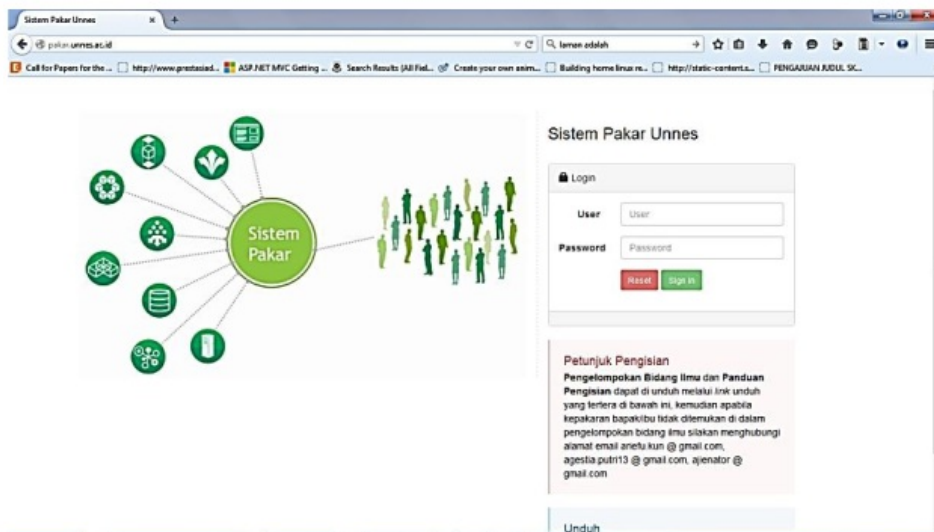 Sistem Pakar Unnes
pakar.unnes.ac.id
laman adalah
Call for Papers for the ...
http://www.prestasiad...
ASP.NET MVC Getting ...
Search Results (All Fiel...
Create your own anim...
Building home linux ro...
http://static-content.s...
PENGAJUAN JUDUL SK...
Sistem Pakar Unnes
Login
User
User
Password
Password
Reset
Sign in
Sistem
Pakar
Petunjuk Pengisian
Pengelompokan Bidang Ilmu dan Panduan
Pengisian dapat di unduh melalui link unduh
yang tertera di bawah ini, kemudian apabila
kepakaran bapak/ibu tidak ditemukan di dalam
pengelompokan bidang ilmu silakan menghubungi
alamat email ariefu.kun @ gmail.com,
agestia.putri13 @ gmail.com, ajienator @
gmail.com
Unduh